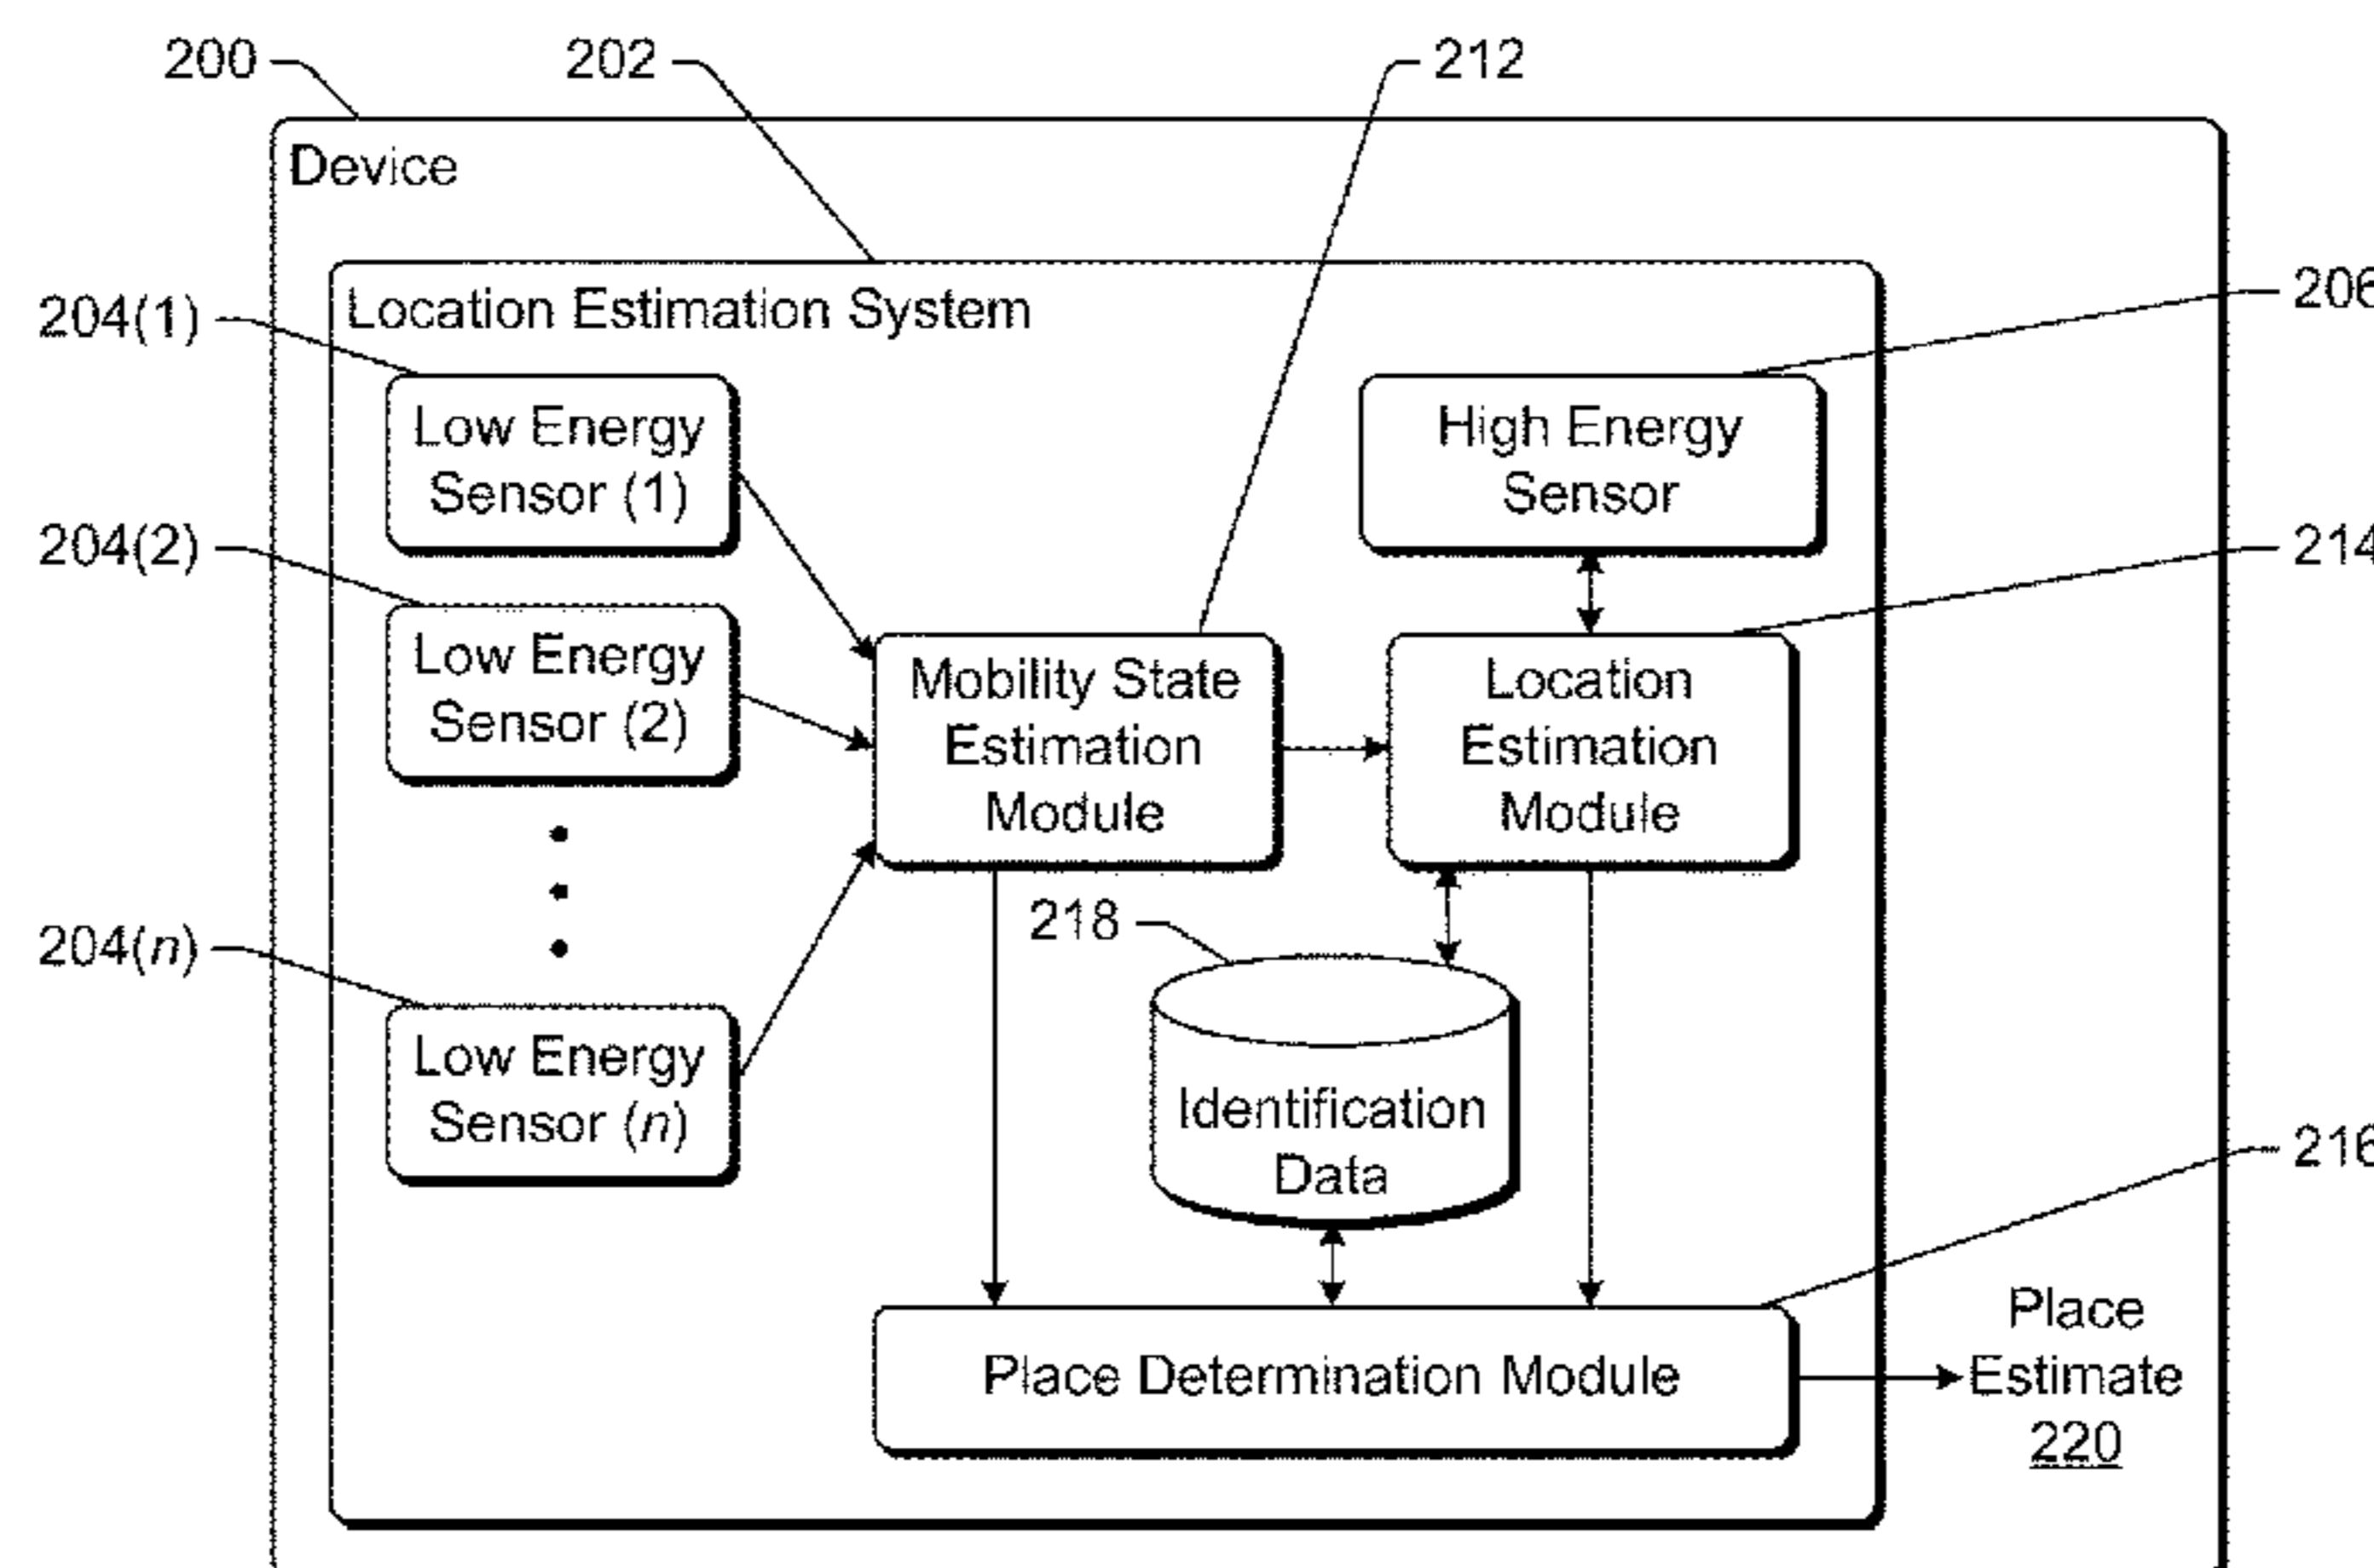 200
202
212
Device
204(1)
Location Estimation System
206
Low Energy
Sensor (1)
High Energy
Sensor
204(2)
214
Low Energy
Sensor (2)
Mobility State
Estimation
Module
Location
Estimation
Module
204(n)
218
Low Energy
Sensor (n)
Identification
Data
216
Place Determination Module
Place
Estimate
220